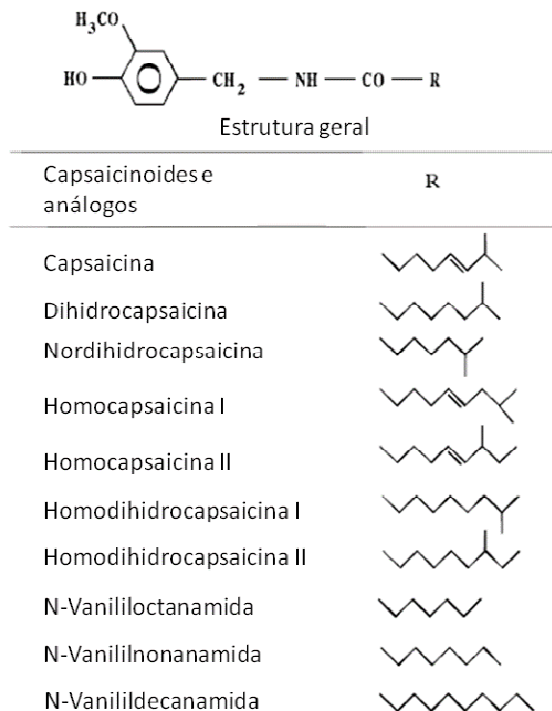 H3CO
HO — CH2 — NH — CO — R
Estrutura geral
Capsaicinoides e análogos R
Capsaicina
Dihidrocapsaicina
Nordihidrocapsaicina
Homocapsaicina I
Homocapsaicina II
Homodihidrocapsaicina I
Homodihidrocapsaicina II
N-Vanililoctanamida
N-Vanililnonanamida
N-Vanilildecanamida